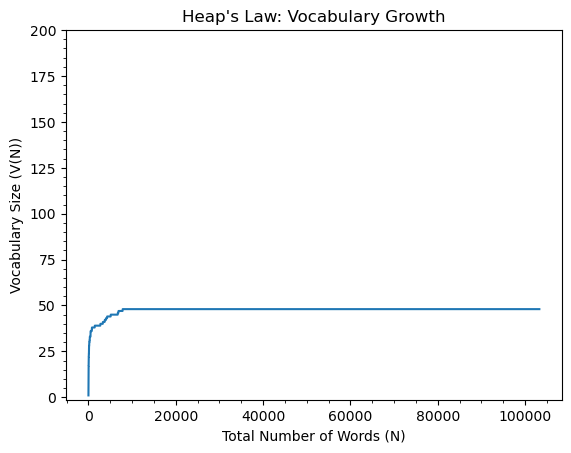 Heap's Law: Vocabulary Growth
200
175
150
125
100
75
50
25
0
Vocabulary Size (V(N))
0 20000 40000 60000 80000 100000
Total Number of Words (N)